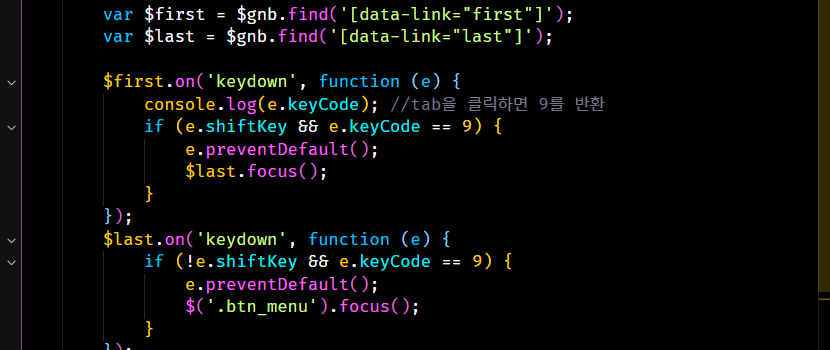 var $first = $gnb.find('[data-link="first"]');
var $last = $gnb.find('[data-link="last"]');
$first.on('keydown', function (e) {
console.log(e.keyCode); //tab을 클릭하면 9를 반환
if (e.shiftKey && e.keyCode == 9) {
e.preventDefault();
$last.focus();
}
});
$last.on('keydown', function (e) {
if (!e.shiftKey && e.keyCode == 9) {
e.preventDefault();
$('.btn_menu').focus();
}
});